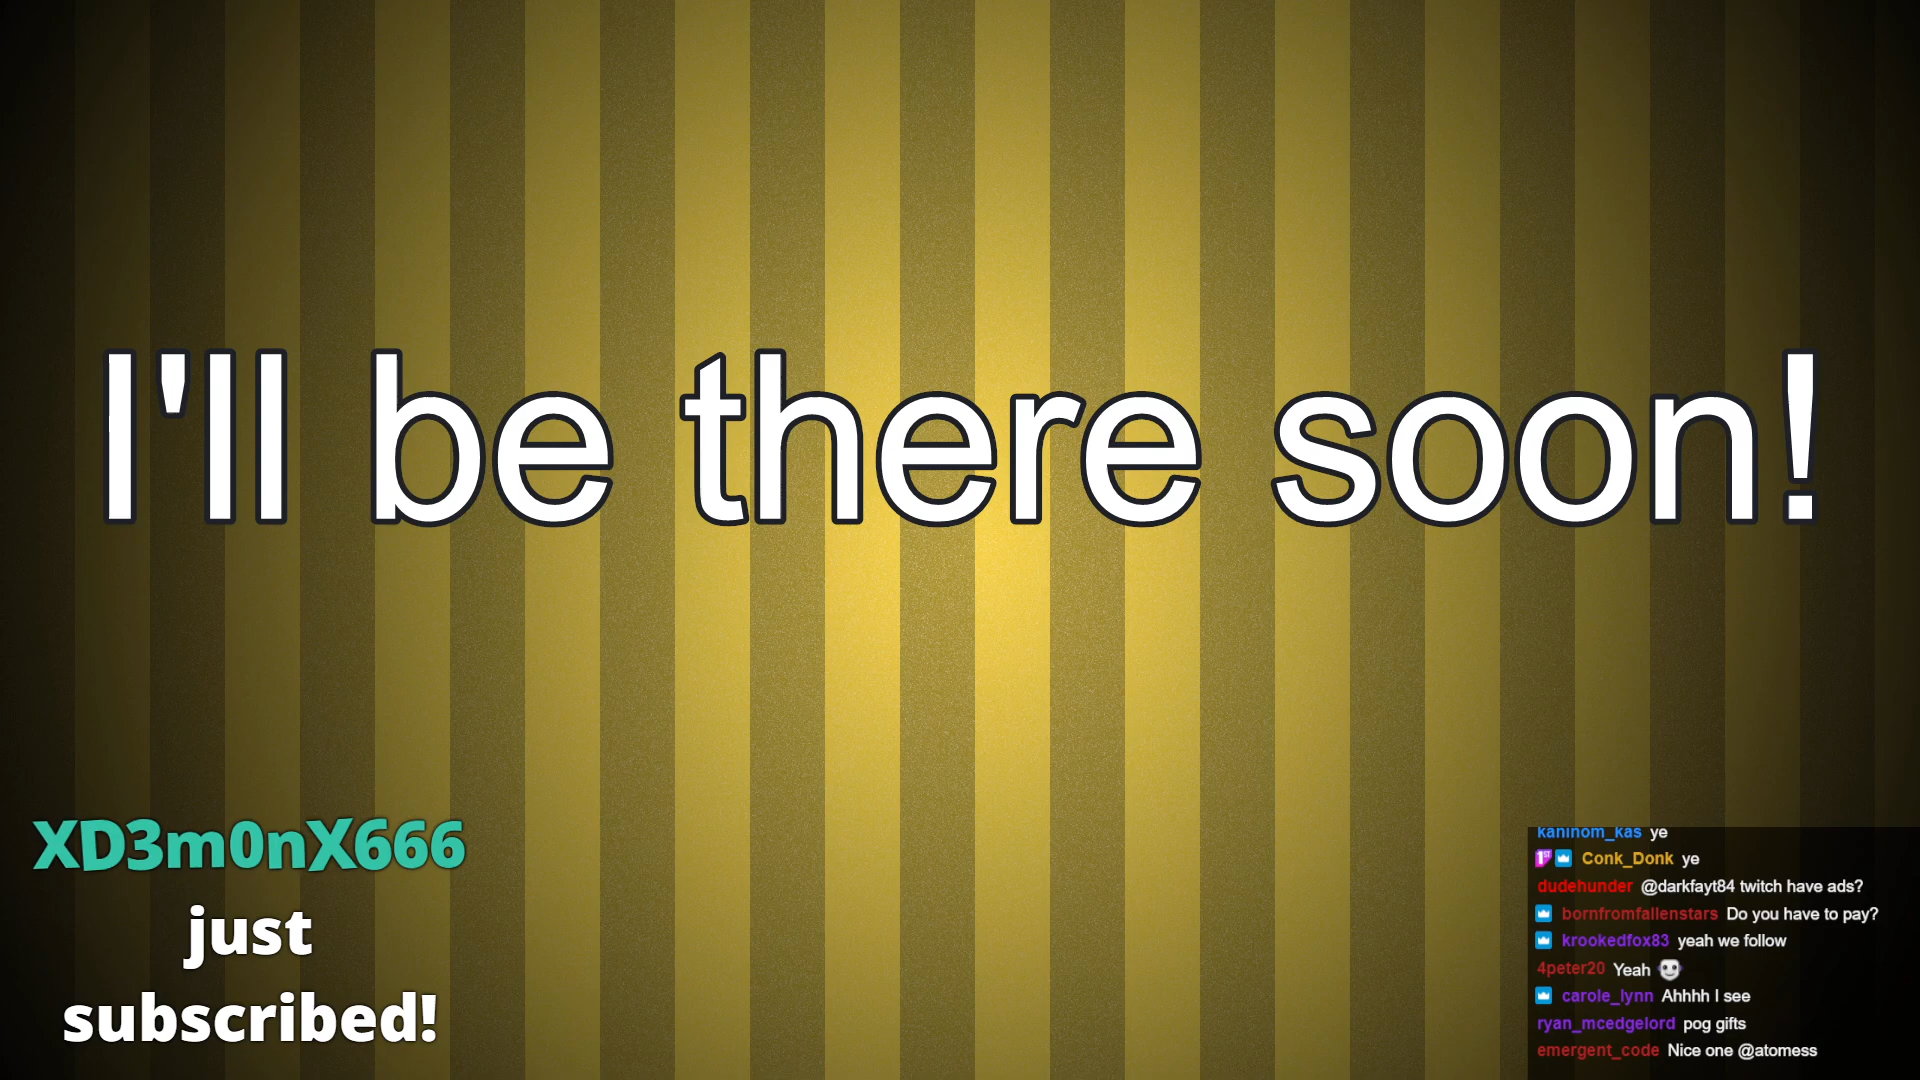 I'll be there soon!
XD3m0nX666
just
subscribed!
kaninom_kas ye
1ST Conk_Donk ye
dudehunder @darkfayt84 twitch have ads?
bornfromfallenstars Do you have to pay?
krookedfox83 yeah we follow
4peter20 Yeah
carole_lynn Ahhhh I see
ryan_mcedgelord pog gifts
emergent_code Nice one @atomess